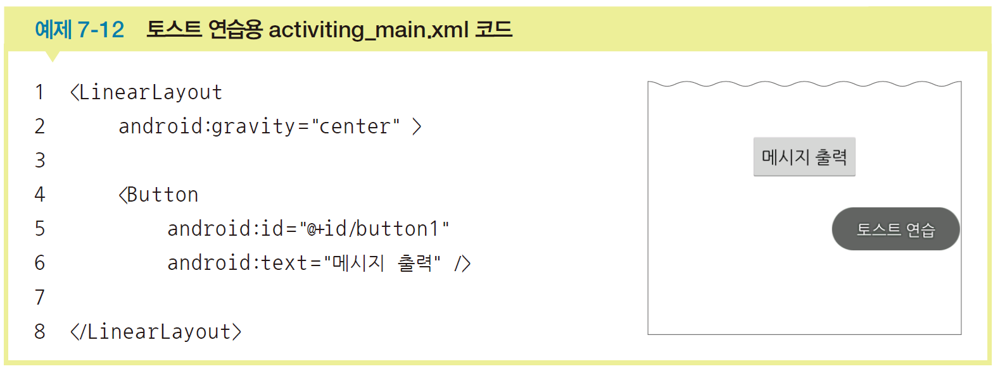 예제 7-12 토스트 연습용 activiting_main.xml 코드
1 <LinearLayout
2 android:gravity="center" >
3
4 <Button
5 android:id="@+id/button1"
6 android:text="메시지 출력" />
7
8 </LinearLayout>
메시지 출력
토스트 연습